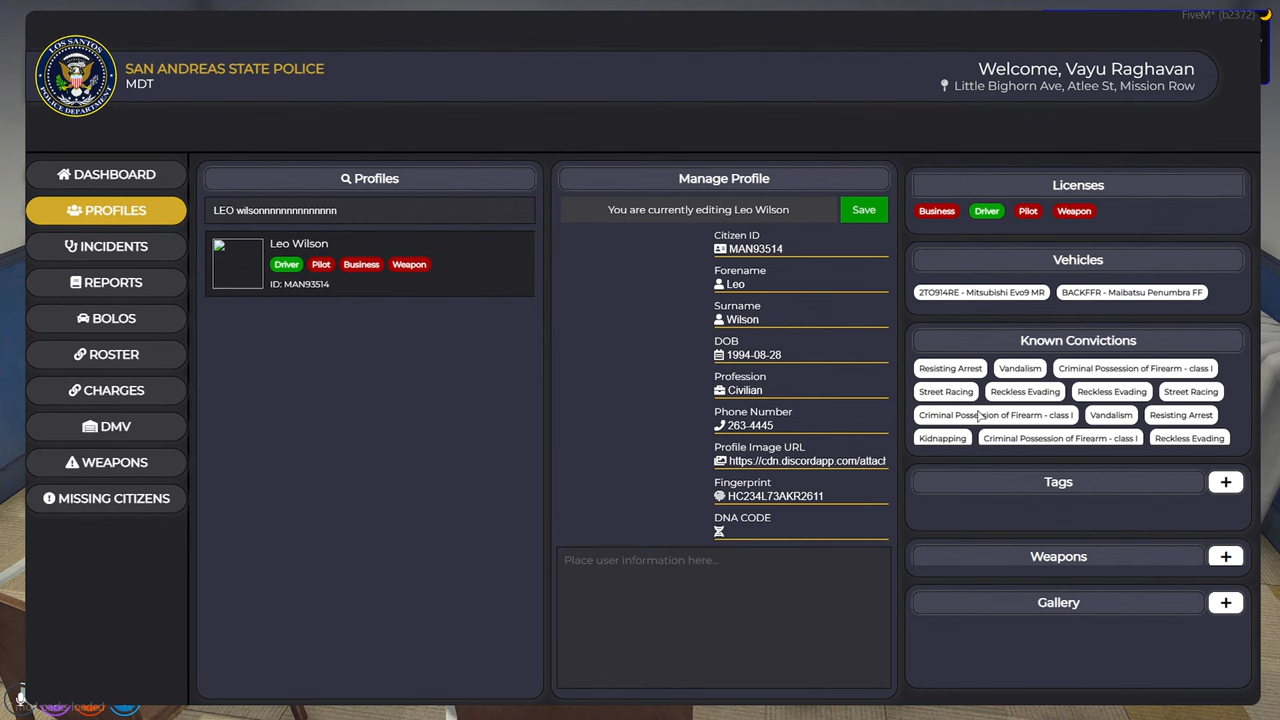 FiveM* (b2372)
LOS SANTOS
POLICE DEPARTMENT
SAN ANDREAS STATE POLICE
MDT
Welcome, Vayu Raghavan
Little Bighorn Ave, Atlee St, Mission Row
DASHBOARD
PROFILES
INCIDENTS
REPORTS
BOLOS
ROSTER
CHARGES
DMV
WEAPONS
MISSING CITIZENS
Profiles
LEO wilsonnnnnnnnnnnnnn
Leo Wilson
Driver Pilot Business Weapon
ID: MAN93514
Manage Profile
You are currently editing Leo Wilson Save
Citizen ID
MAN93514
Forename
Leo
Surname
Wilson
DOB
1994-08-28
Profession
Civilian
Phone Number
263-4445
Profile Image URL
https://cdn.discordapp.com/attach
Fingerprint
HC234L73AKR2611
DNA CODE
Place user information here...
Licenses
Business Driver Pilot Weapon
Vehicles
2TO914RE - Mitsubishi Evo9 MR BACKFFR - Maibatsu Penumbra FF
Known Convictions
Resisting Arrest Vandalism Criminal Possession of Firearm - class I
Street Racing Reckless Evading Reckless Evading Street Racing
Criminal Possession of Firearm - class I Vandalism Resisting Arrest
Kidnapping Criminal Possession of Firearm - class I Reckless Evading
Tags +
Weapons +
Gallery +
packs loaded